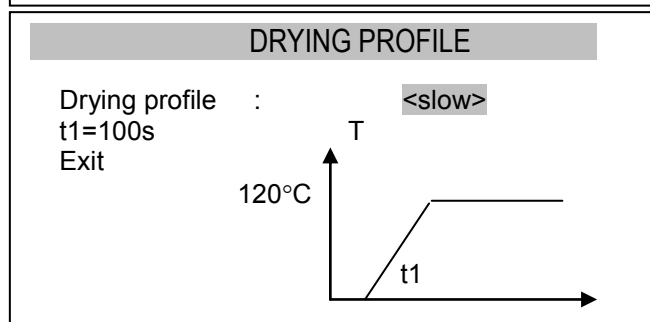 DRYING PROFILE
Drying profile : <slow>
t1=100s
T
Exit
120°C
t1